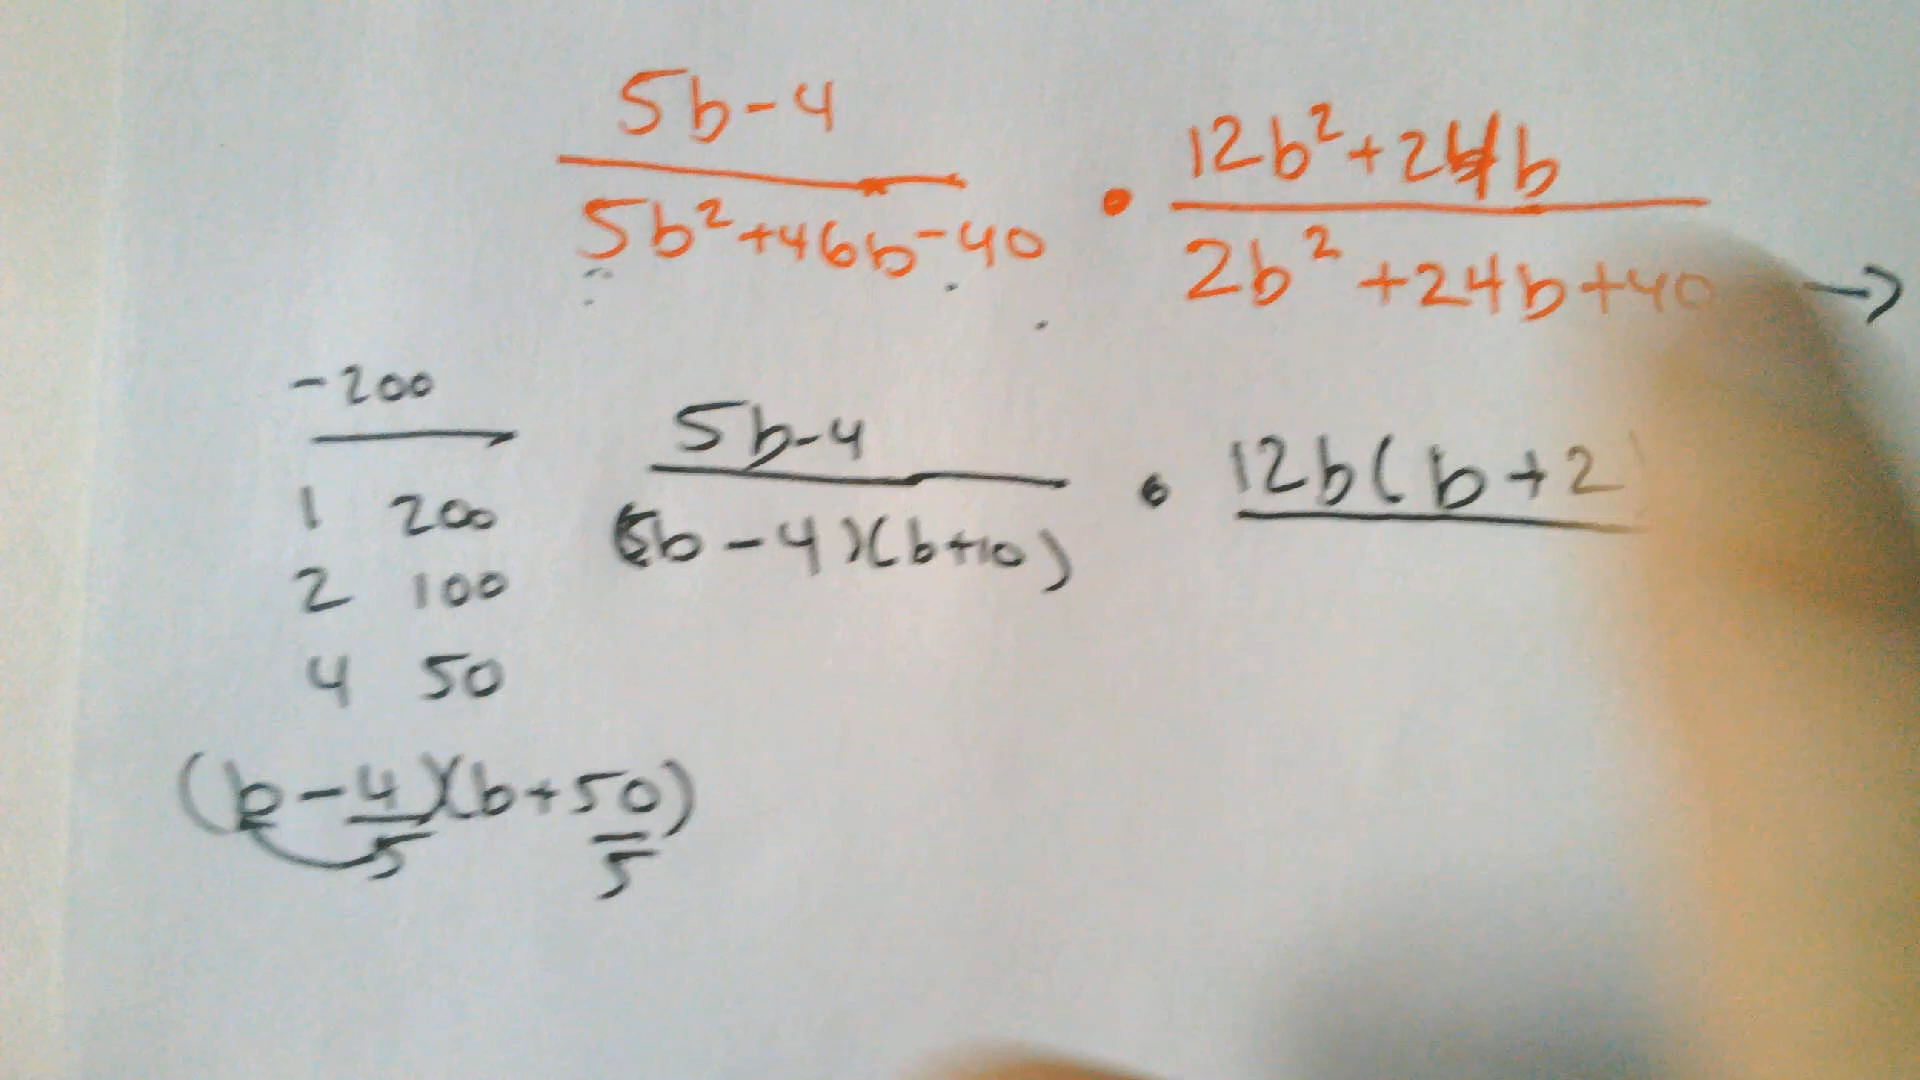 5b-4
12b²+24b
5b²+46b-40 • 2b²+24b+40 →
-200
5b-4 • 12b(b+2
1 200
(5b-4)(b+10)
2 100
4 50
(b-4/5)(b+50/5)